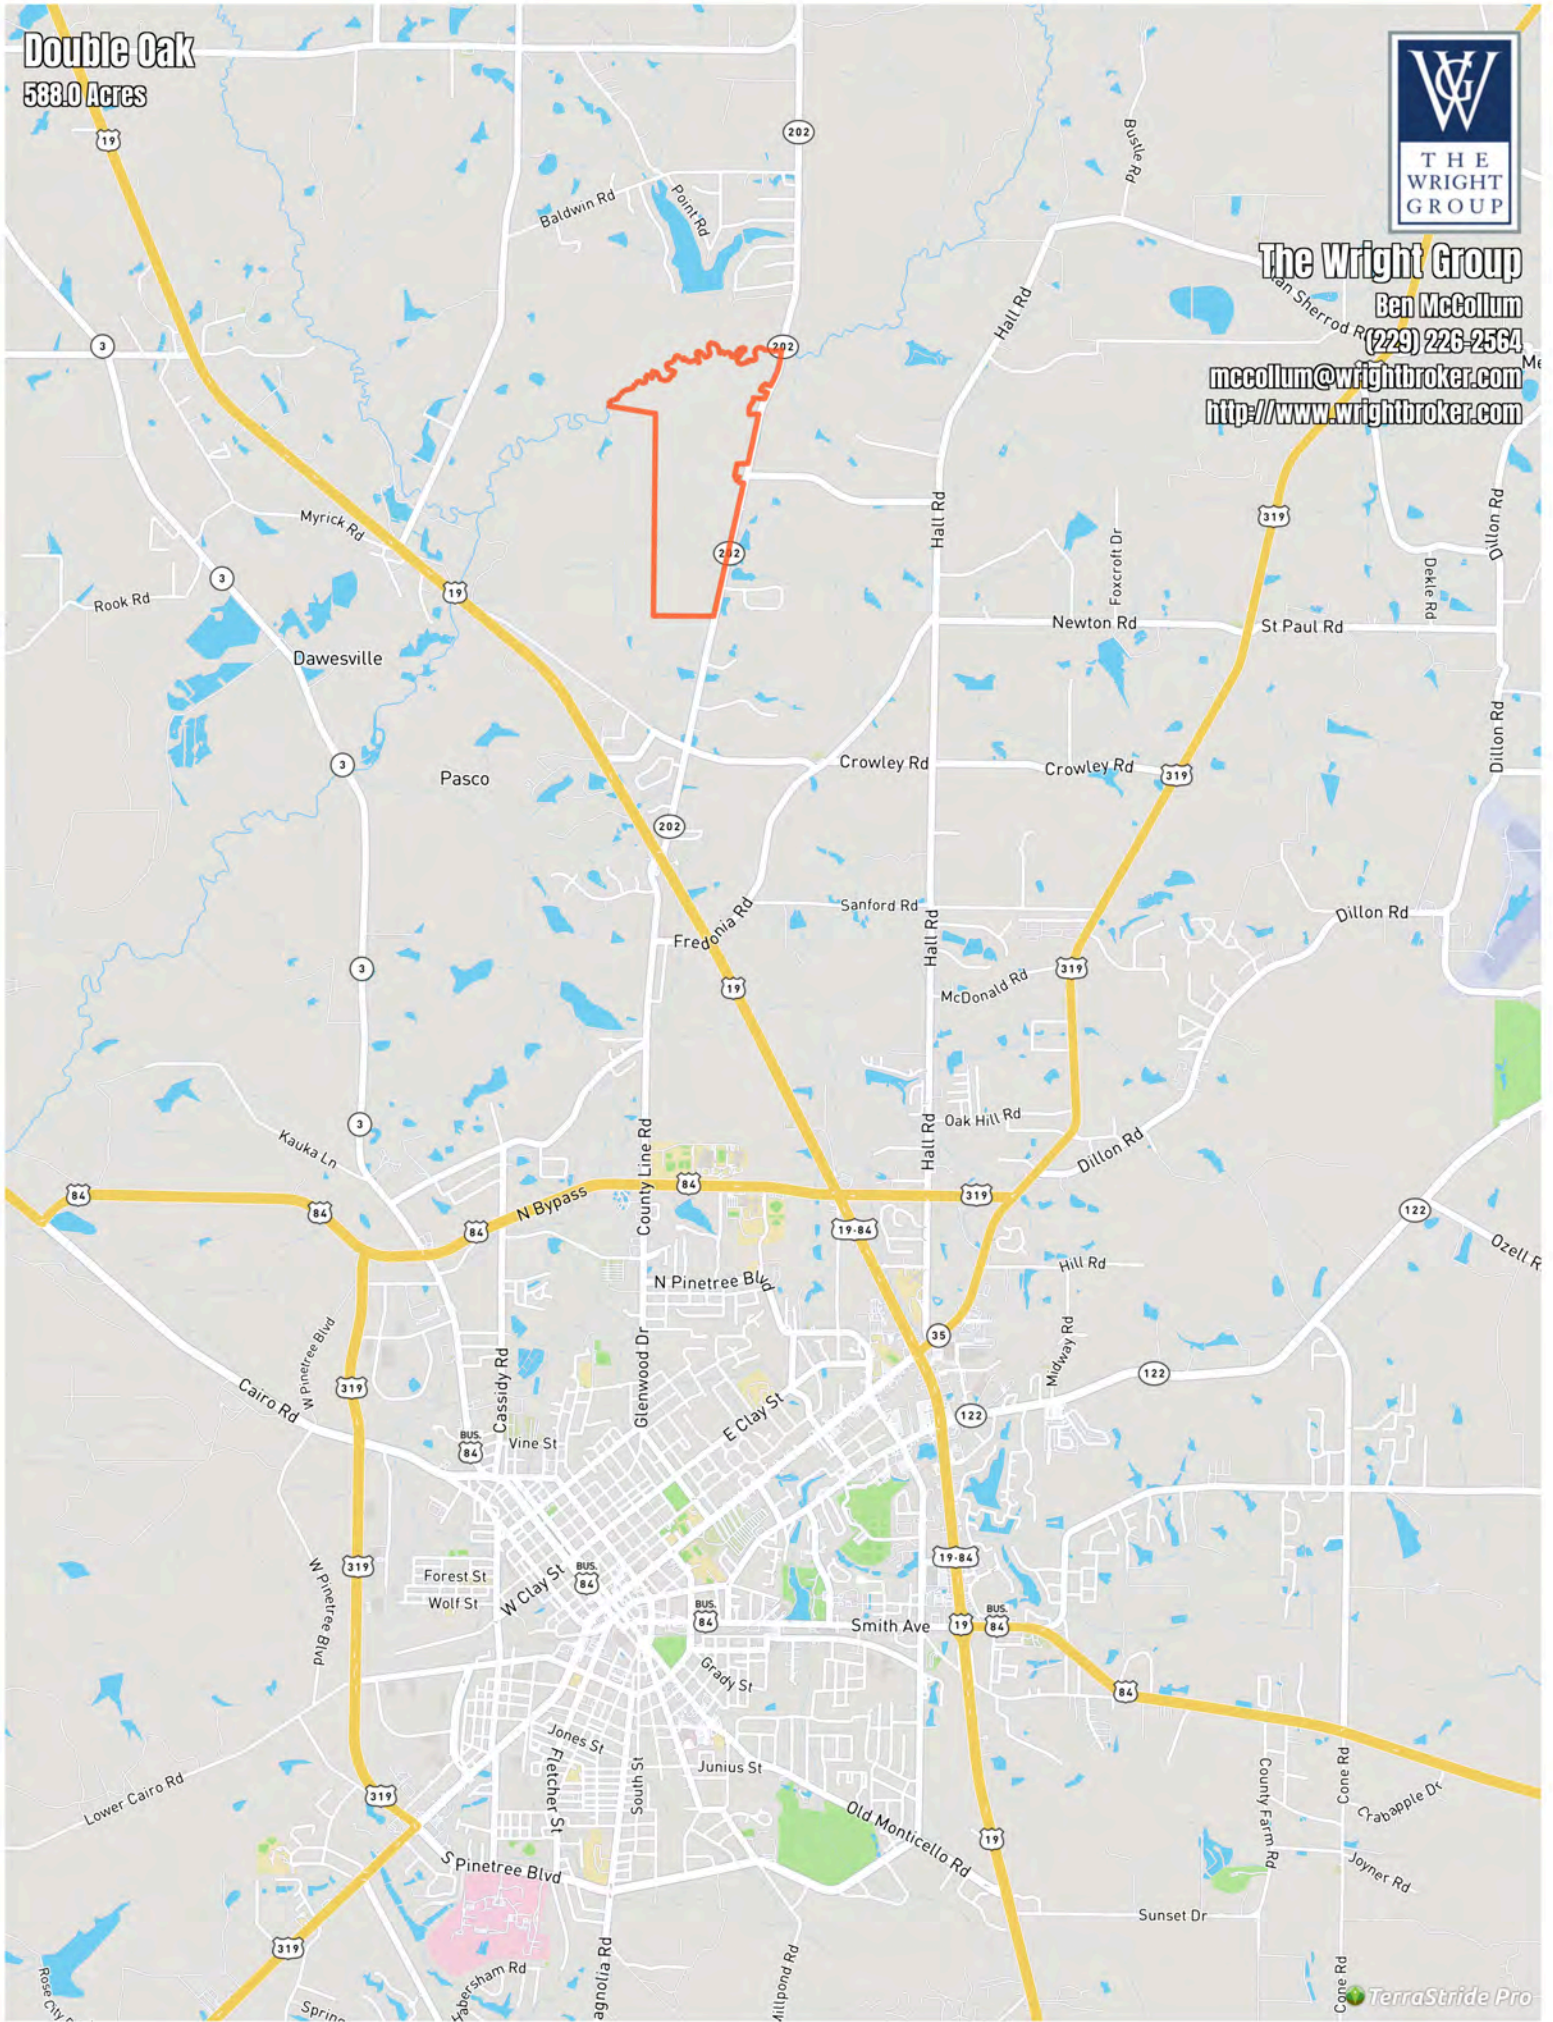 Double Oak
588.0 Acres
THE
WRIGHT
GROUP
The Wright Group
Ben McCollum
(229) 226-2564
mccollum@wrightbroker.com
http://www.wrightbroker.com
19
202
Bustle Rd
Baldwin Rd
Point Rd
Hall Rd
3
202
Myrick Rd
Hall Rd
319
Dillon Rd
202
3
19
Rook Rd
Foxcroft Dr
Dekle Rd
Newton Rd
St Paul Rd
Dawesville
Dillon Rd
3
Pasco
Crowley Rd
Crowley Rd
319
202
Sanford Rd
Dillon Rd
Fredonia Rd
Hall Rd
3
319
19
McDonald Rd
3
Oak Hill Rd
Kauka Ln
County Line Rd
Hall Rd
Dillon Rd
84
84
84
N Bypass
84
319
19-84
122
Ozell R
Hill Rd
N Pinetree Blvd
35
W Pinetree Blvd
Midway Rd
122
319
Cairo Rd
Cassidy Rd
Glenwood Dr
E Clay St
122
BUS.
84
Vine St
319
W Pinetree Blvd
Forest St
Wolf St
W Clay St
BUS.
84
BUS.
84
19-84
Smith Ave
19
BUS.
84
Grady St
84
Jones St
Fletcher St
South St
Junius St
County Farm Rd
Cone Rd
Crabapple Dr
Lower Cairo Rd
319
Old Monticello Rd
19
Joyner Rd
S Pinetree Blvd
Sunset Dr
319
Habersham Rd
agnolia Rd
Millpond Rd
Cone Rd
Spring
TerraStride Pro